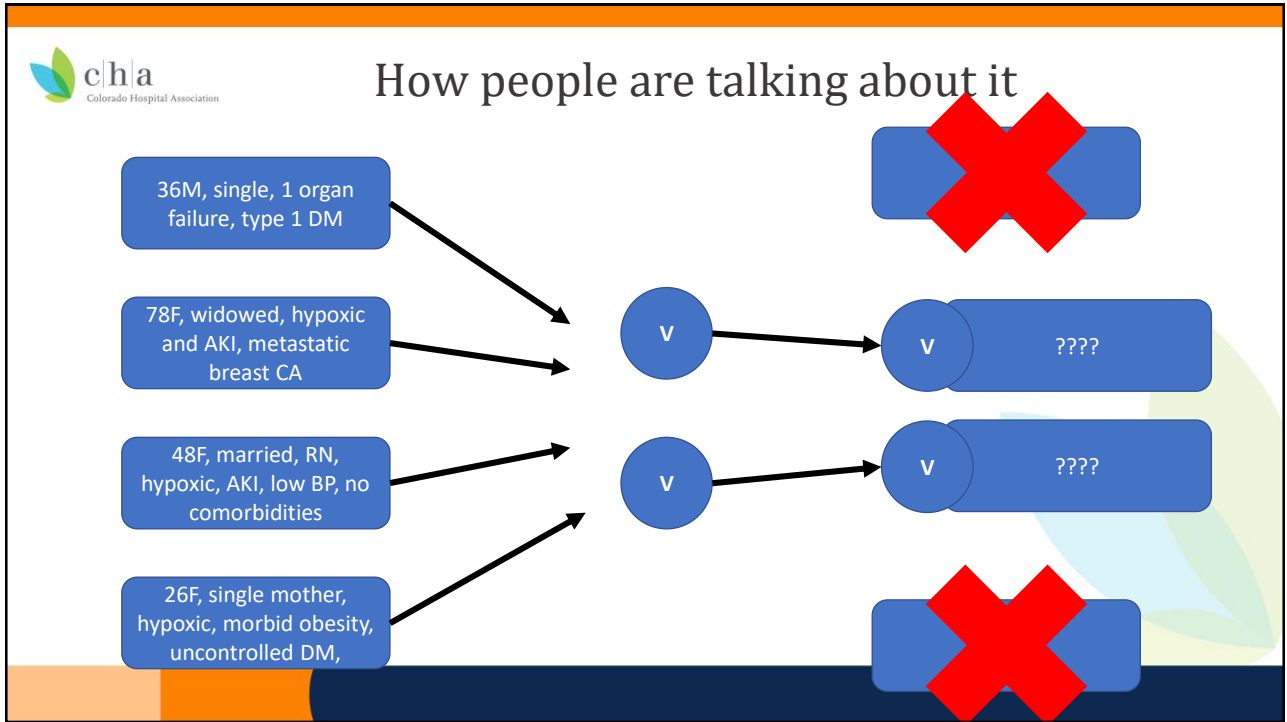 c|h|a
Colorado Hospital Association
How people are talking about it
36M, single, 1 organ
failure, type 1 DM
78F, widowed, hypoxic
and AKI, metastatic
breast CA
48F, married, RN,
hypoxic, AKI, low BP, no
comorbidities
26F, single mother,
hypoxic, morbid obesity,
uncontrolled DM,
V
V
V
????
V
????